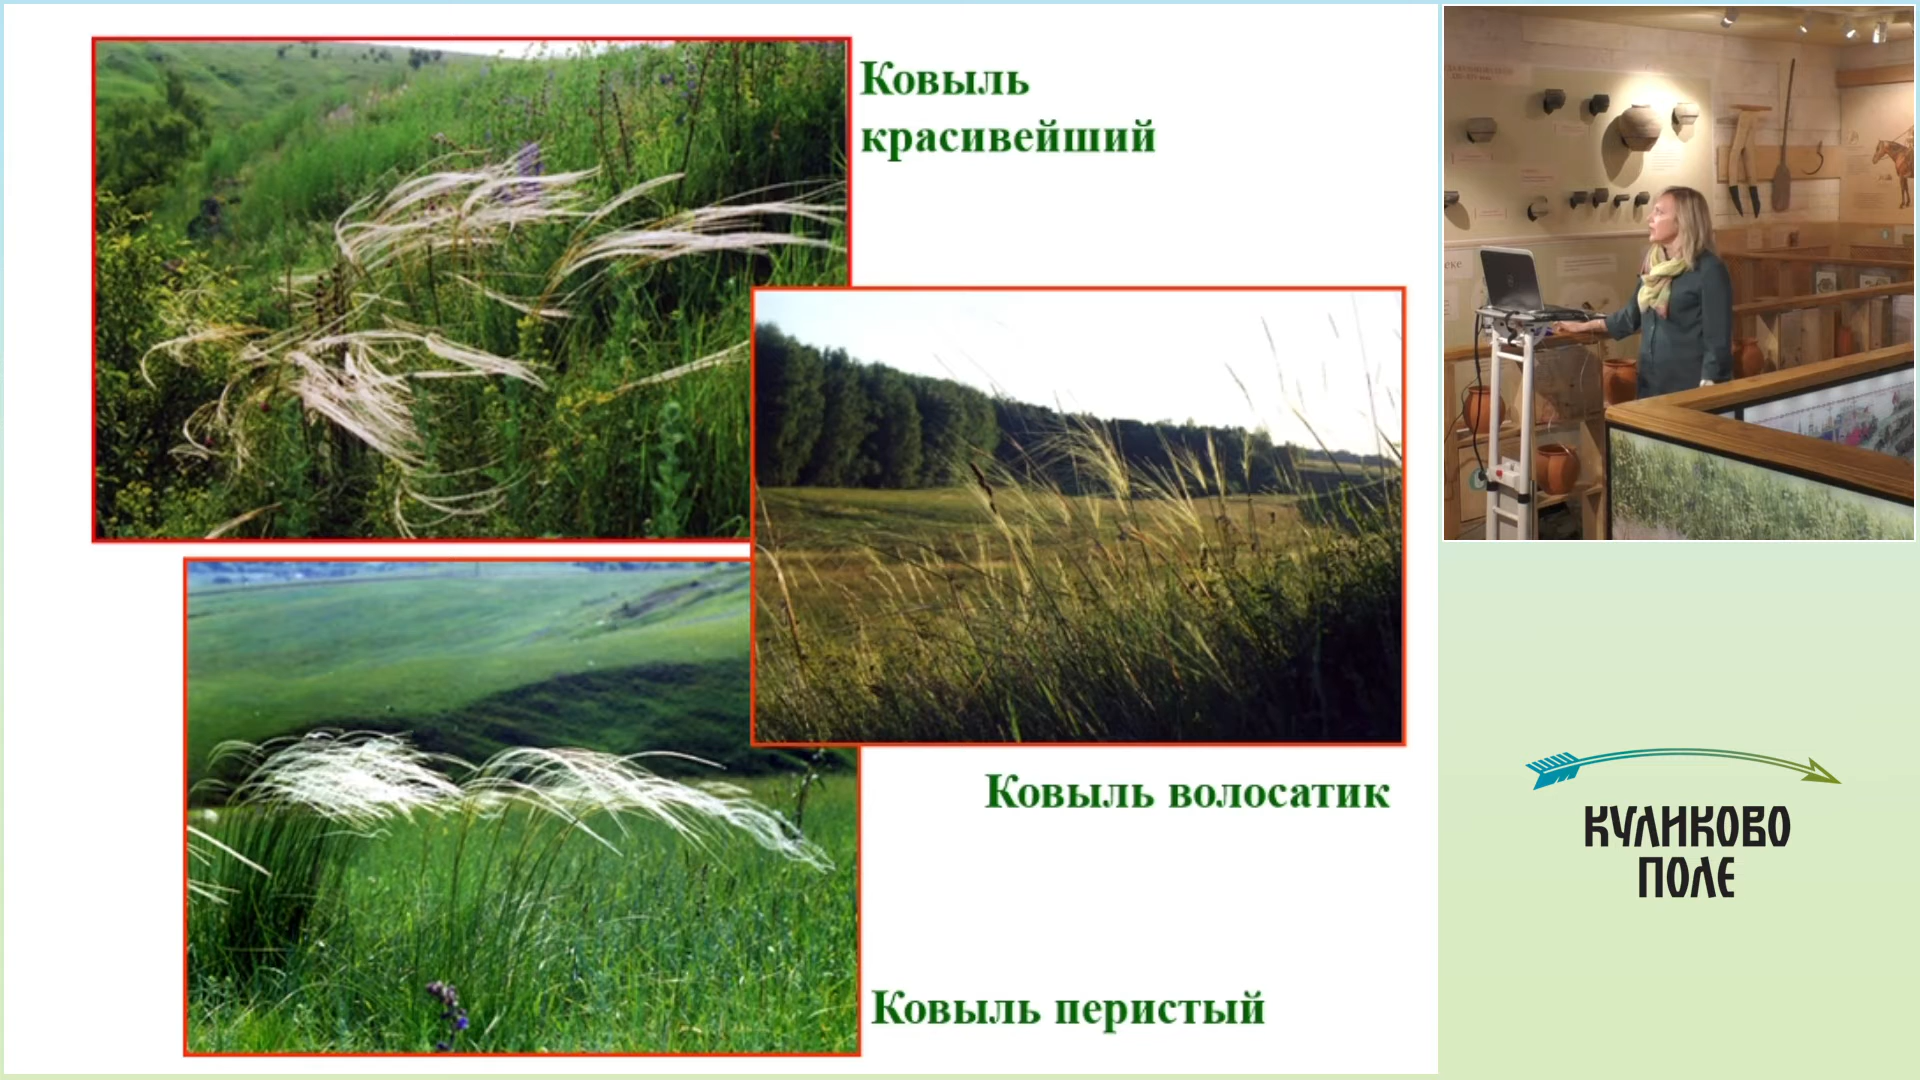 Ковыль
красивейший
Ковыль волосатик
Ковыль перистый
КУЛИКОВО
ПОЛЕ